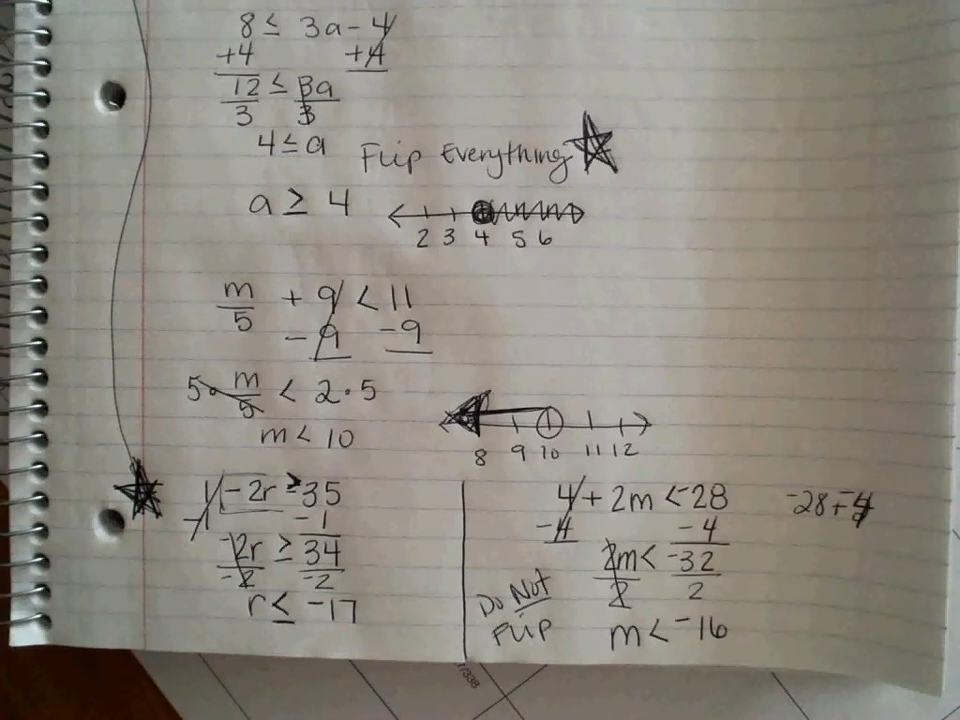 8 ≤ 3a - 4
+4 +4
12 ≤ 3a
3 3
4 ≤ a Flip Everything
a ≥ 4
2 3 4 5 6
m/5 + 9 < 11
- 9 -9
5 · m/5 < 2 · 5
m < 10
8 9 10 11 12
1 -2r ≥ 35
-1 -1
-2r ≥ 34
-2 -2
r ≤ -17
4 + 2m < -28 -28 + -4
-4 -4
2m < -32
2 2
Do Not
Flip
m < -16
1/338